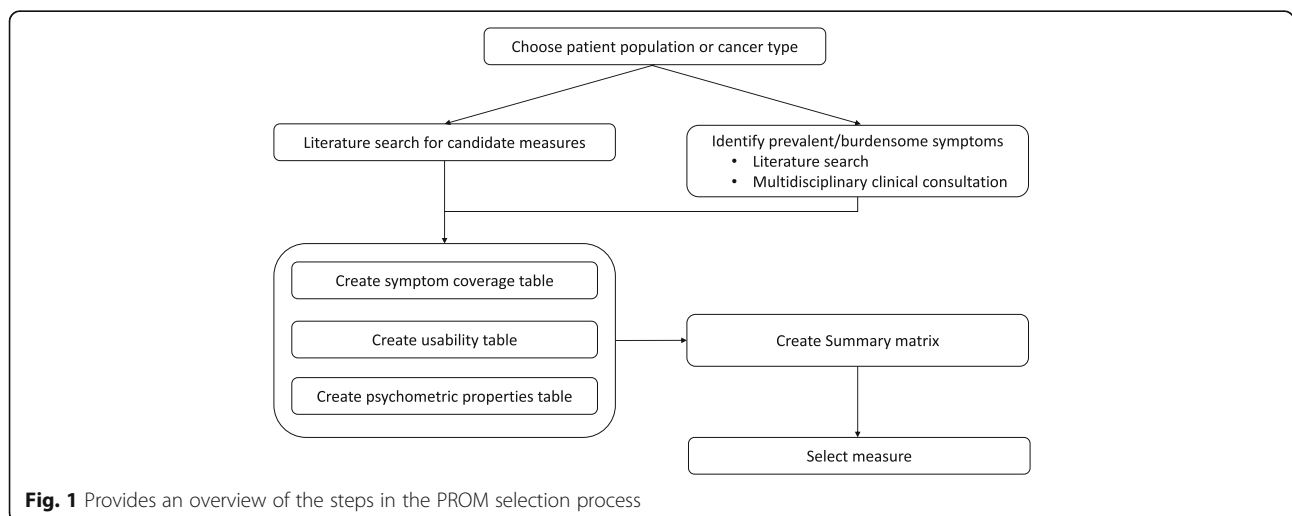 Choose patient population or cancer type
Literature search for candidate measures
Identify prevalent/burdensome symptoms
• Literature search
• Multidisciplinary clinical consultation
Create symptom coverage table
Create usability table
Create psychometric properties table
Create Summary matrix
Select measure
Fig. 1 Provides an overview of the steps in the PROM selection process